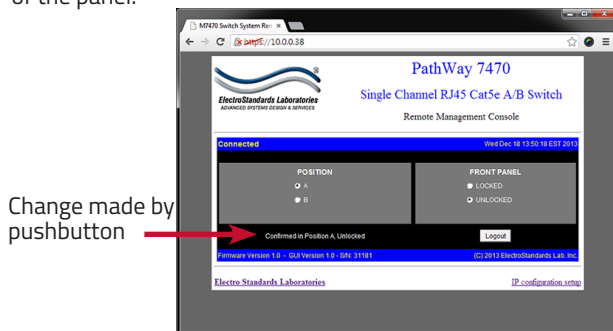 of the panel.
M7470 Switch System Ren
https://10.0.0.38
PathWay 7470
ElectroStandards Laboratories
ADVANCED SYSTEMS DESIGN & SERVICES
Single Channel RJ45 Cat5e A/B Switch
Remote Management Console
Connected
Wed Dec 18 13:50:18 EST 2013
POSITION
A
B
FRONT PANEL
LOCKED
UNLOCKED
Change made by
pushbutton
Confirmed in Position A, Unlocked
Logout
Firmware Version 1.0 - GUI Version 1.0 - S/N: 31181
(C) 2013 ElectroStandards Lab. Inc.
Electro Standards Laboratories
IP configuration setup